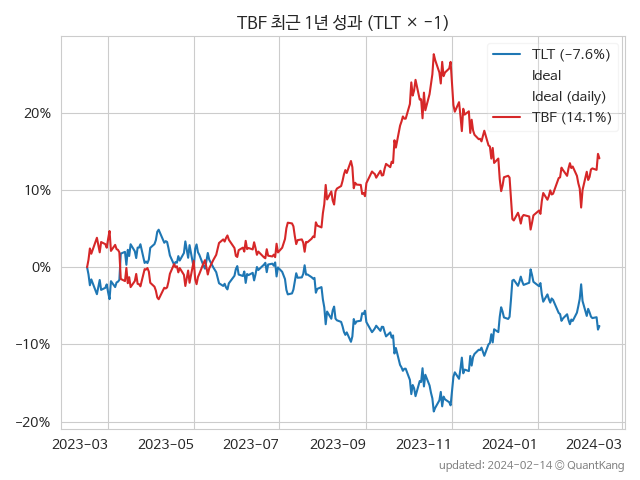 TBF 최근 1년 성과 (TLT × −1)
TLT (−7.6%)
Ideal
Ideal (daily)
TBF (14.1%)
20%
10%
0%
−10%
−20%
2023−03
2023−05
2023−07
2023−09
2023−11
2024−01
2024−03
updated: 2024−02−14 © QuantKang